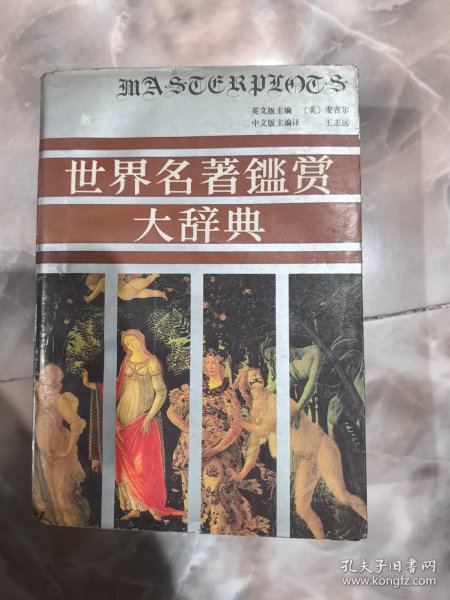 MASTERPLOTS
英文版主编 〔美〕麦吉尔
中文版主编译 王志远
散
世界名著鑑赏
大辞典
孔夫子旧书网
www.kongfz.com